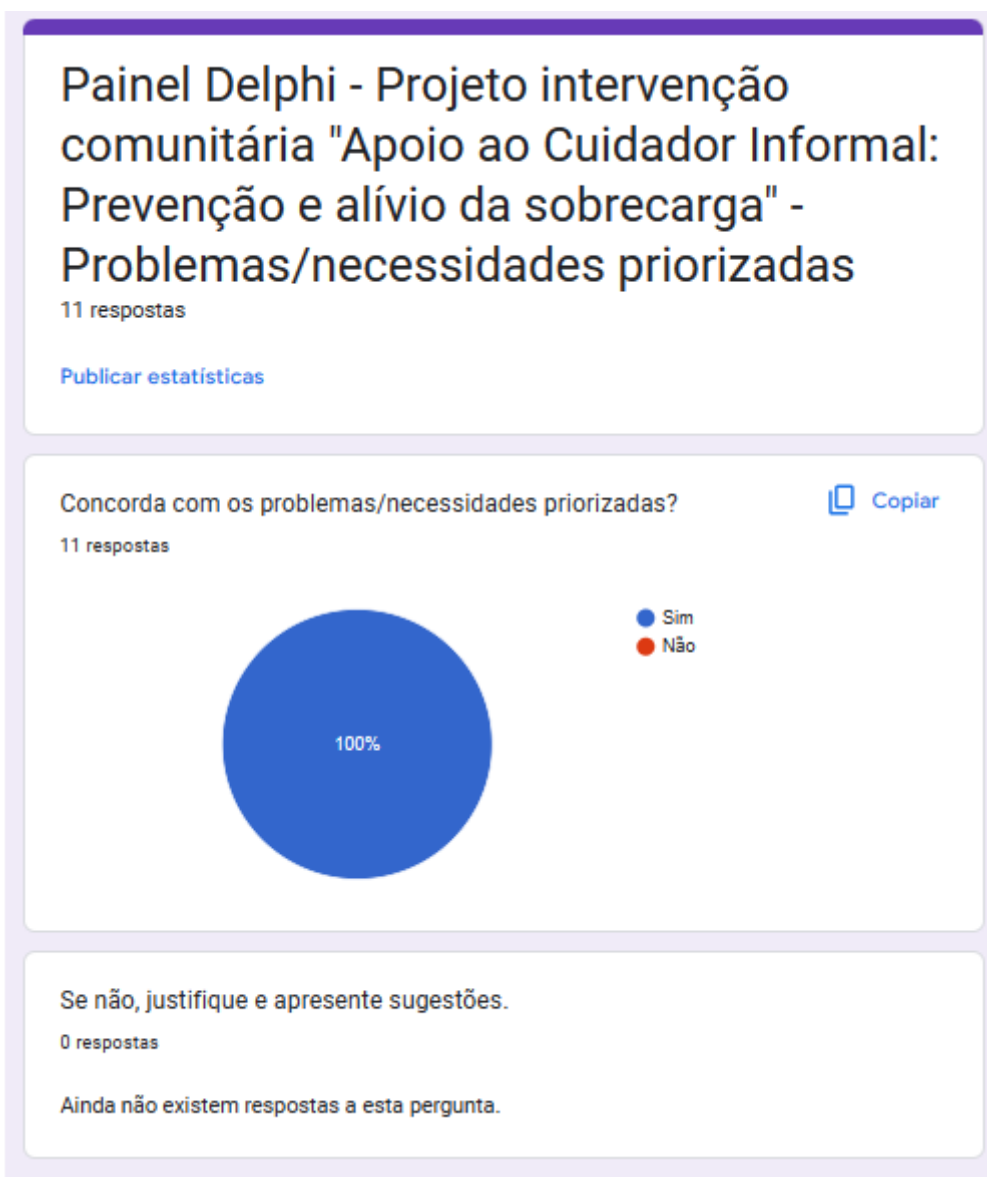 Painel Delphi - Projeto intervenção
comunitária "Apoio ao Cuidador Informal:
Prevenção e alívio da sobrecarga" -
Problemas/necessidades priorizadas
11 respostas
Publicar estatísticas
Concorda com os problemas/necessidades priorizadas?
Copiar
11 respostas
Sim
Não
100%
Se não, justifique e apresente sugestões.
0 respostas
Ainda não existem respostas a esta pergunta.